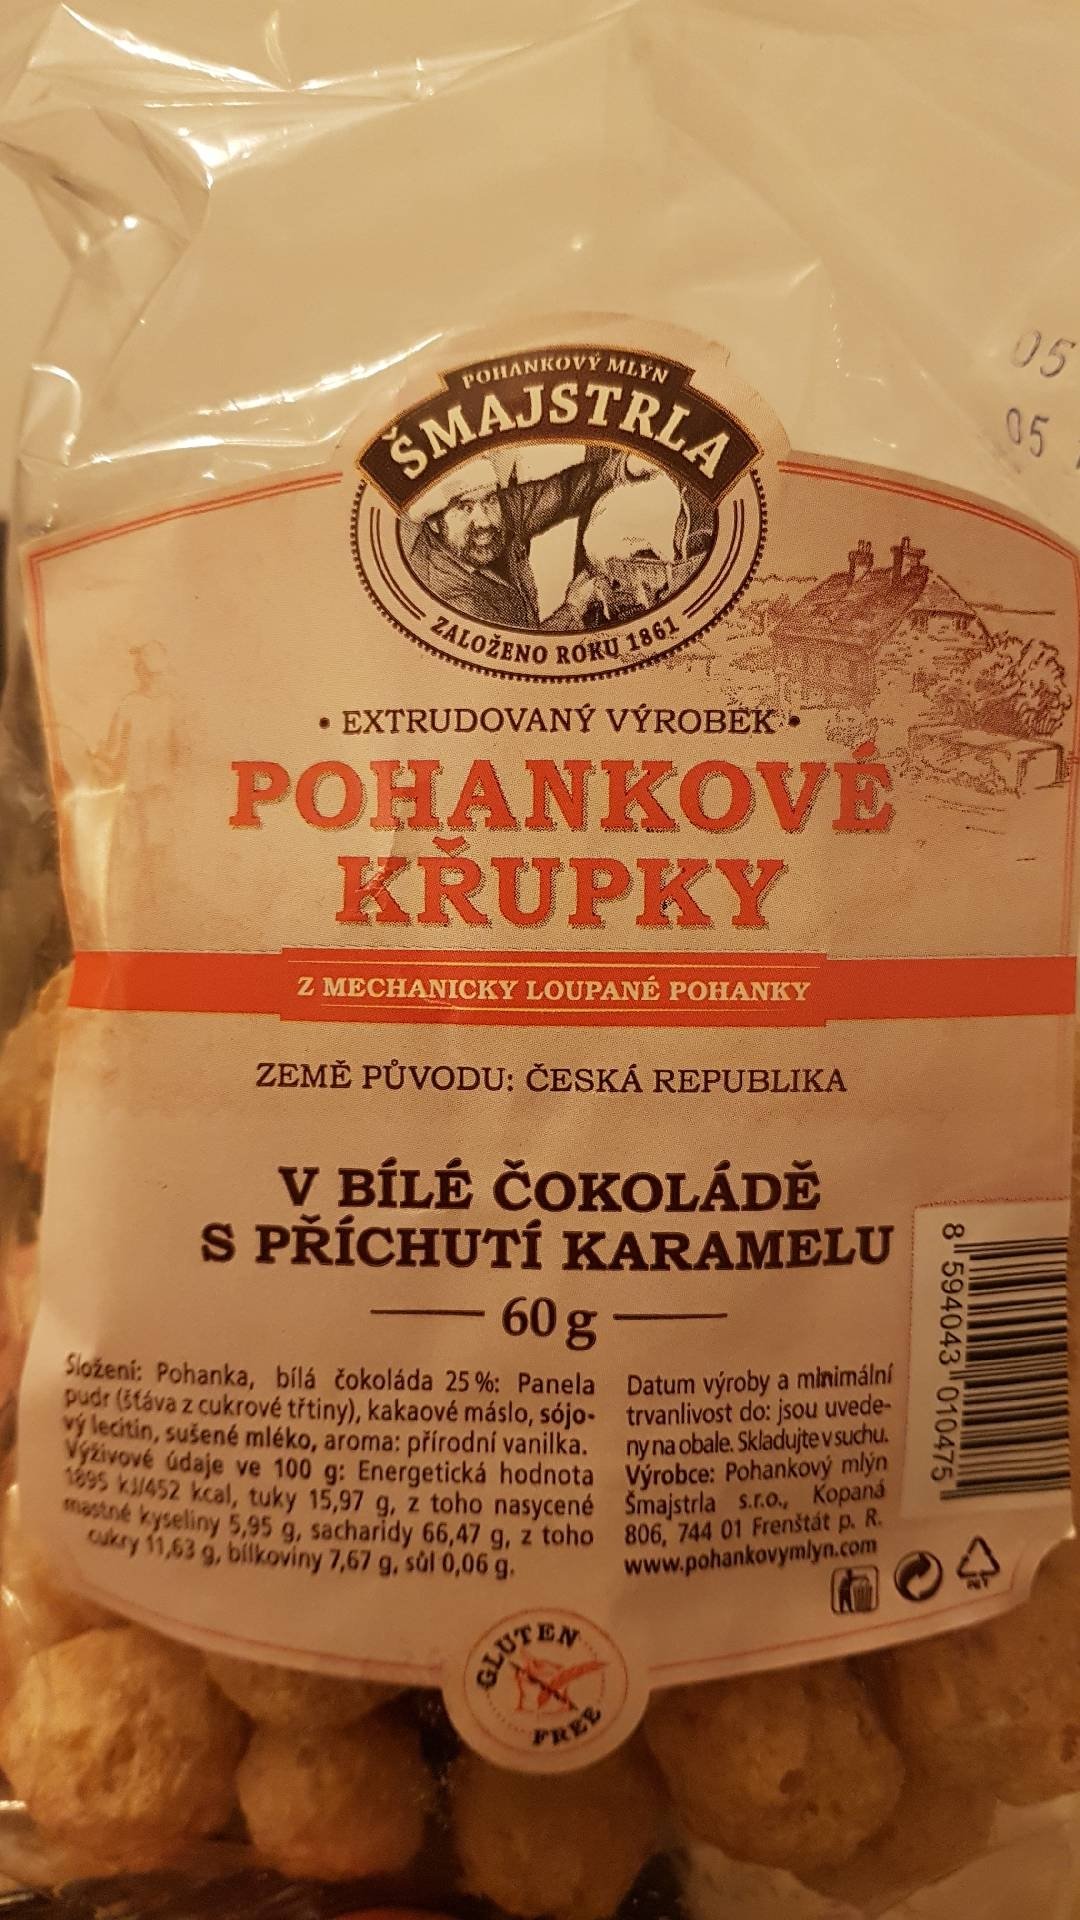 05
05
POHANKOVÝ MLÝN
ŠMAJSTRLA
ZALOŽENO ROKU 1861
• EXTRUDOVANÝ VÝROBEK •
POHANKOVÉ
KŘUPKY
Z MECHANICKY LOUPANÉ POHANKY
ZEMĚ PŮVODU: ČESKÁ REPUBLIKA
V BÍLÉ ČOKOLÁDĚ
S PŘÍCHUTÍ KARAMELU
60 g
Složení: Pohanka, bílá čokoláda 25 %: Panela
pudr (šťáva z cukrové třtiny), kakaové máslo, sójo-
vý lecitin, sušené mléko, aroma: přírodní vanilka.
Výživové údaje ve 100 g: Energetická hodnota
1895 kJ/452 kcal, tuky 15,97 g, z toho nasycené
mastné kyseliny 5,95 g, sacharidy 66,47 g, z toho
cukry 11,63 g, bílkoviny 7,67 g, sůl 0,06 g.
Datum výroby a minimální
trvanlivost do: jsou uvede-
ny na obale. Skladujte v suchu.
Výrobce: Pohankový mlýn
Šmajstrla s.r.o., Kopaná
806, 744 01 Frenštát p. R.
www.pohankovymlyn.com
8 594043 010475
PET
GLUTEN
FREE